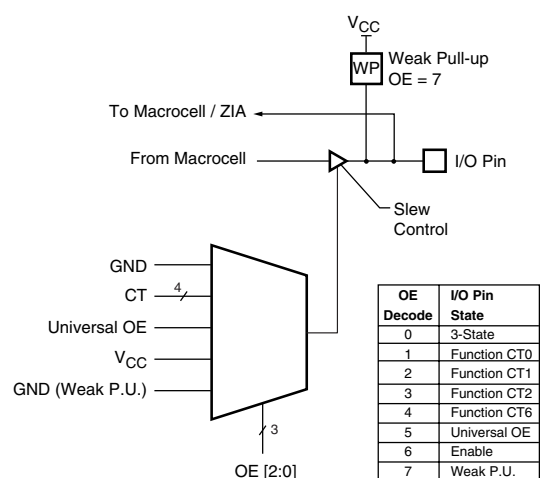 VCC
WP
Weak Pull-up
OE = 7
To Macrocell / ZIA
From Macrocell
I/O Pin
Slew
Control
GND
4
CT
Universal OE
VCC
GND (Weak P.U.)
3
OE [2:0]
OE Decode I/O Pin State
0 3-State
1 Function CT0
2 Function CT1
3 Function CT2
4 Function CT6
5 Universal OE
6 Enable
7 Weak P.U.